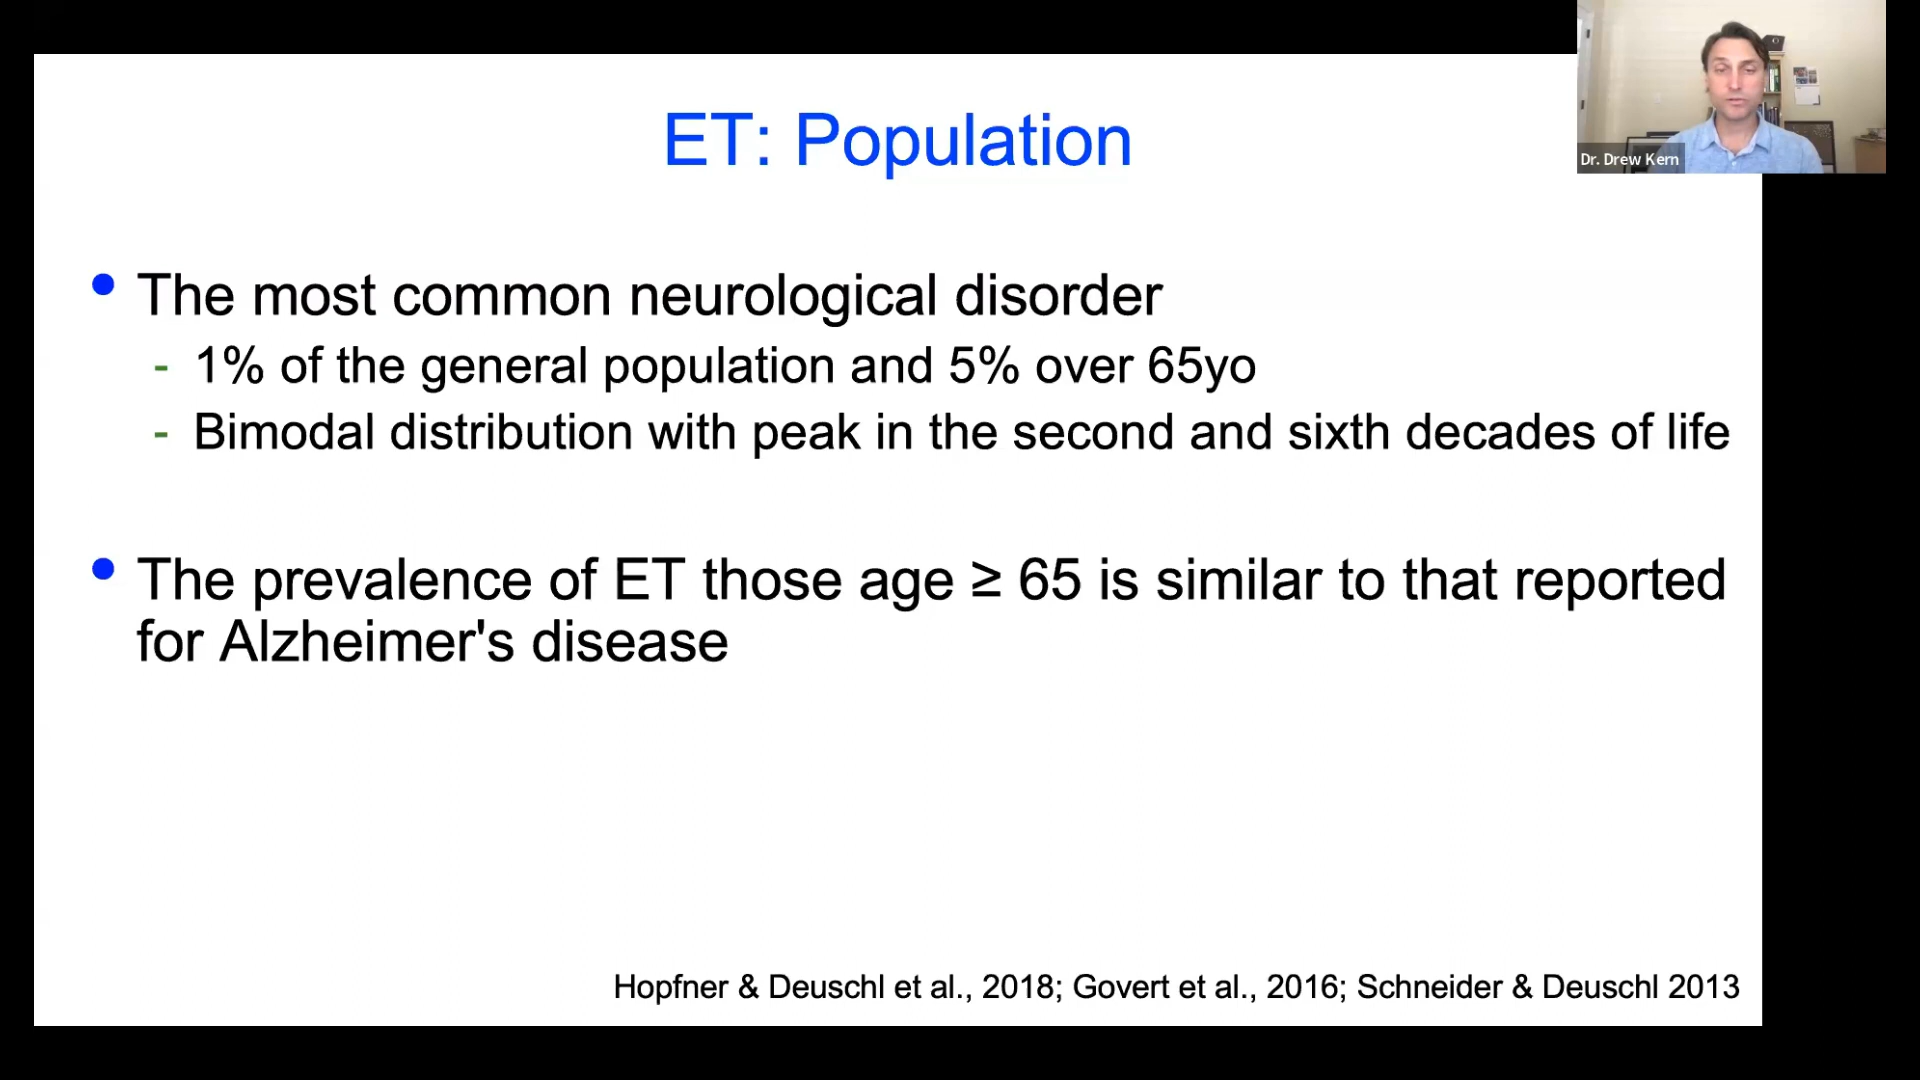 ET: Population
Dr. Drew Kern
• The most common neurological disorder
- 1% of the general population and 5% over 65yo
- Bimodal distribution with peak in the second and sixth decades of life
• The prevalence of ET those age ≥ 65 is similar to that reported
for Alzheimer's disease
Hopfner & Deuschl et al., 2018; Govert et al., 2016; Schneider & Deuschl 2013